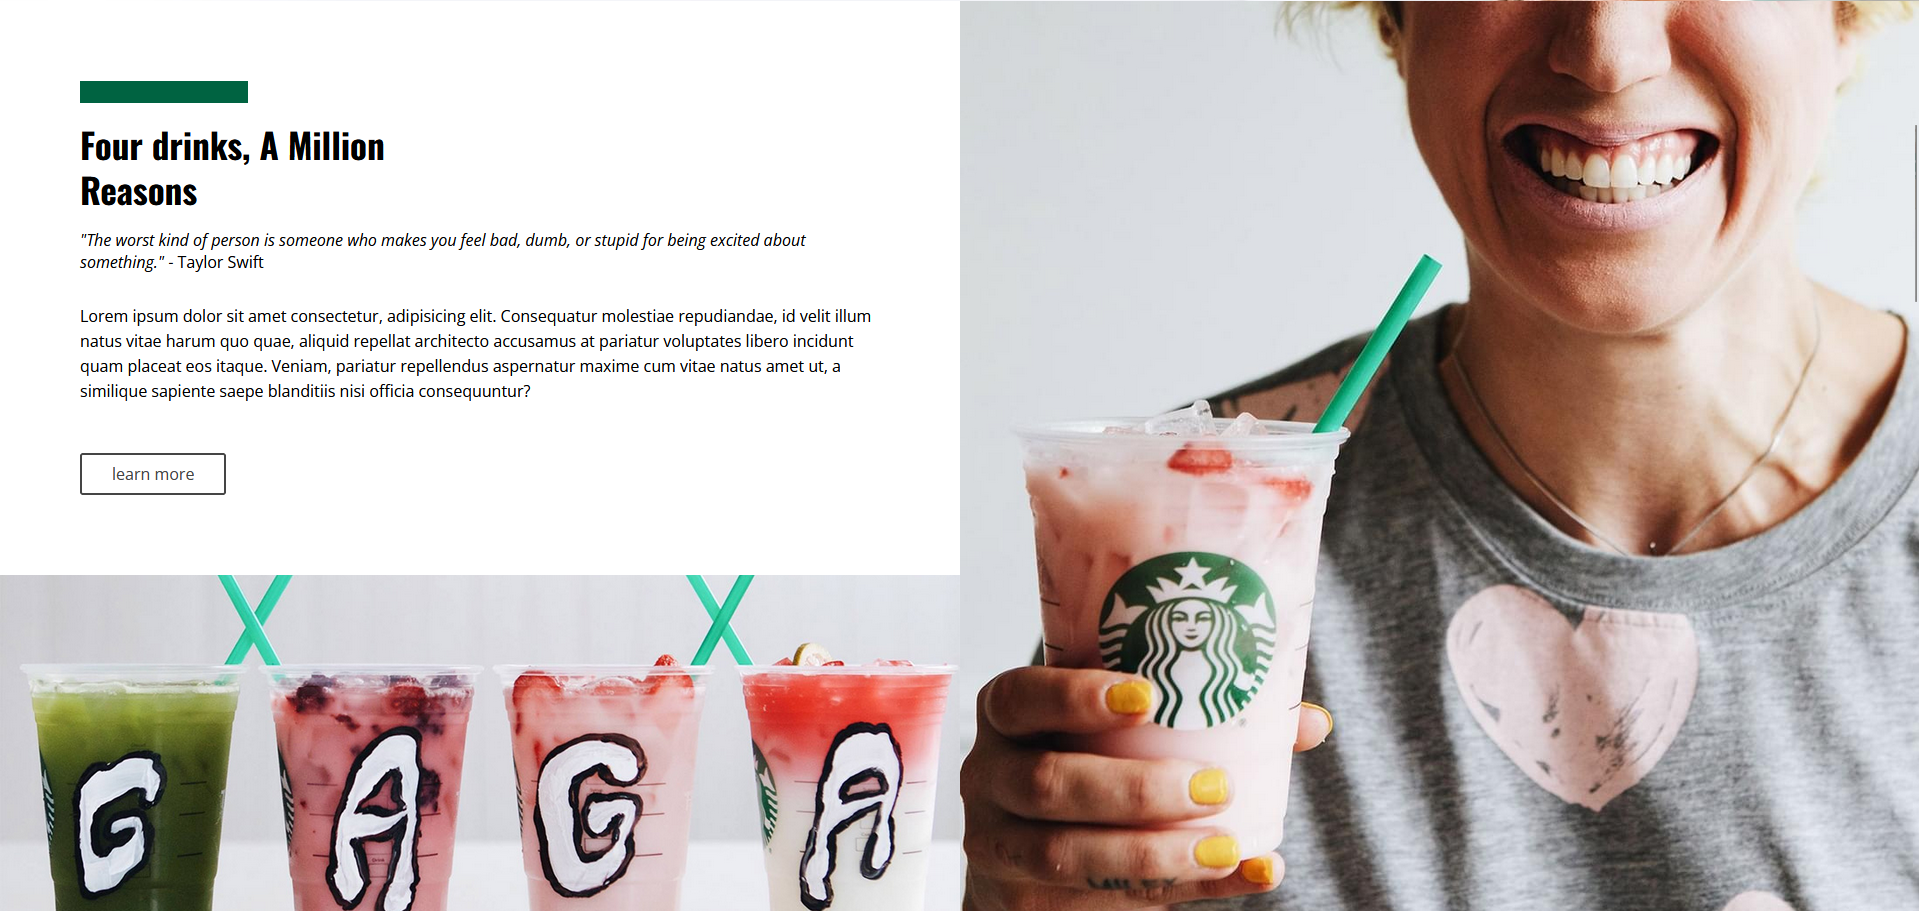 Four drinks, A Million
Reasons
"The worst kind of person is someone who makes you feel bad, dumb, or stupid for being excited about
something." - Taylor Swift
Lorem ipsum dolor sit amet consectetur, adipisicing elit. Consequatur molestiae repudiandae, id velit illum
natus vitae harum quo quae, aliquid repellat architecto accusamus at pariatur voluptates libero incidunt
quam placeat eos itaque. Veniam, pariatur repellendus aspernatur maxime cum vitae natus amet ut, a
similique sapiente saepe blanditiis nisi officia consequuntur?
learn more
G A G A